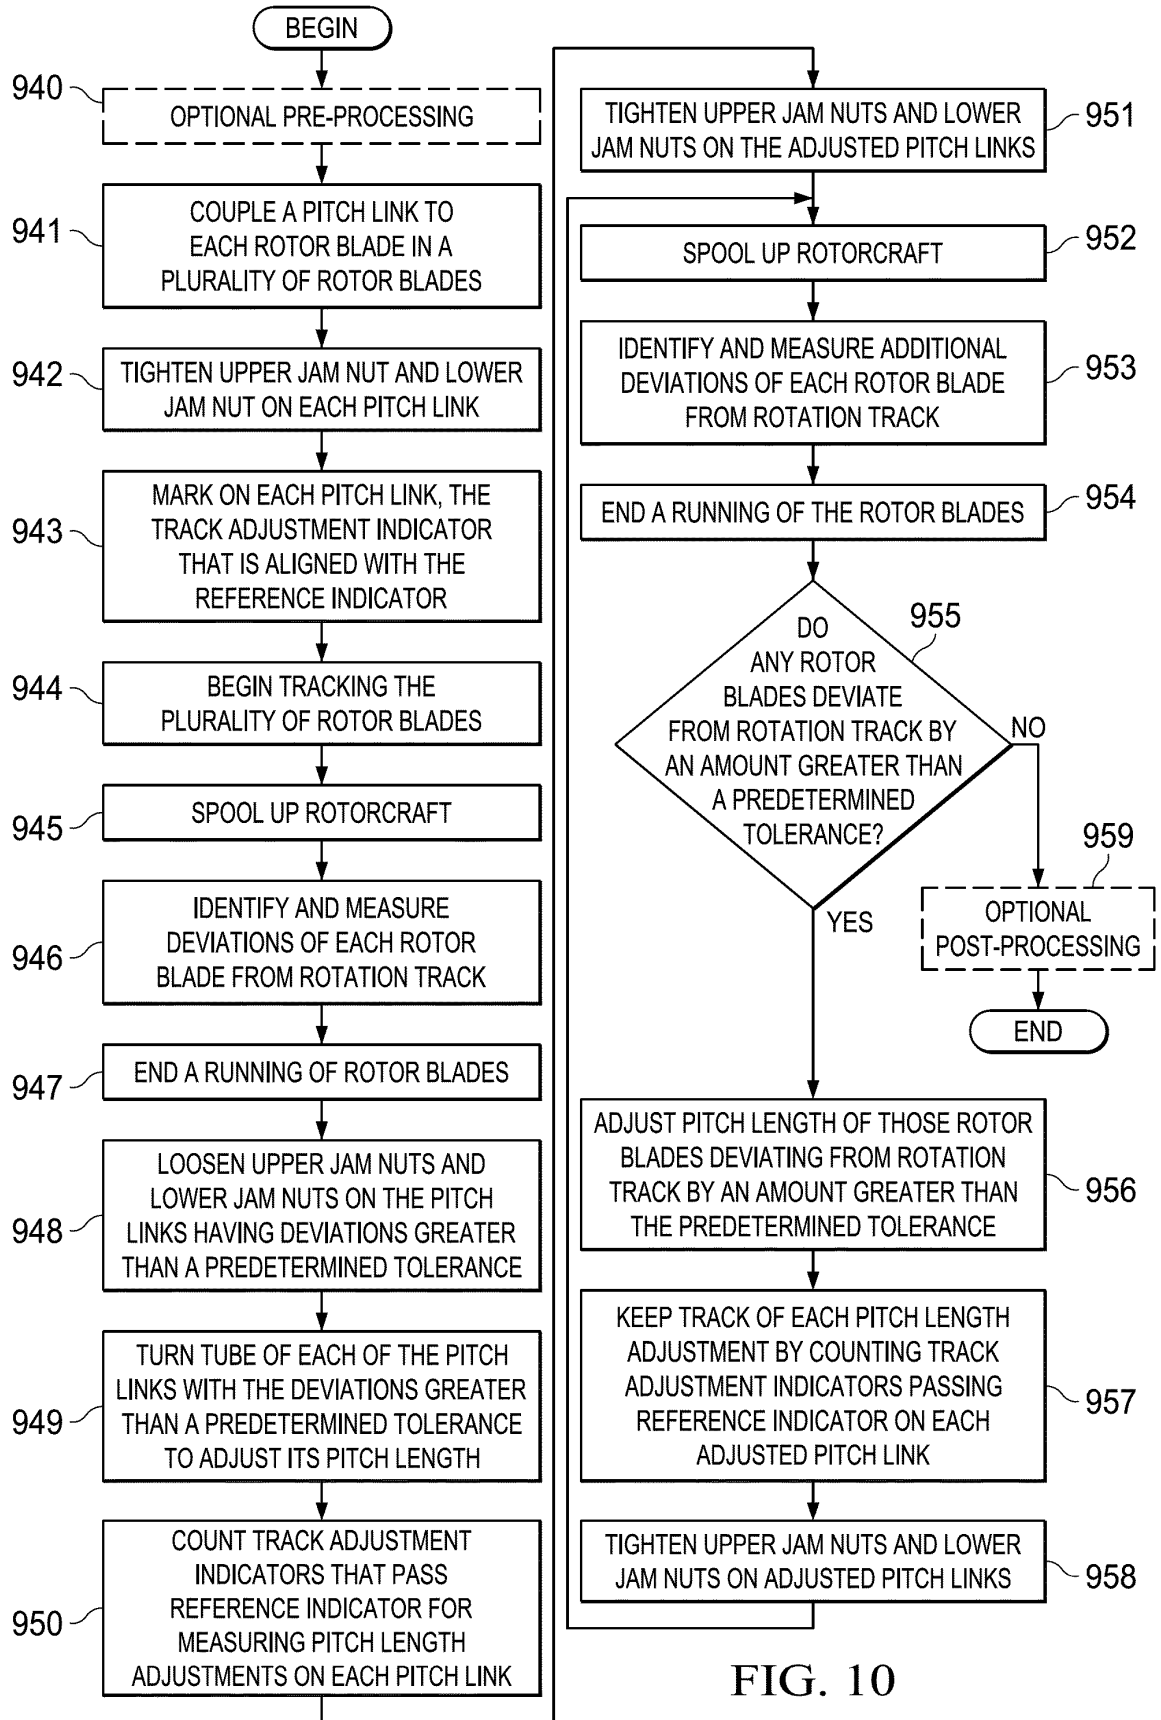 BEGIN
940
OPTIONAL PRE-PROCESSING
941
COUPLE A PITCH LINK TO
EACH ROTOR BLADE IN A
PLURALITY OF ROTOR BLADES
942
TIGHTEN UPPER JAM NUT AND LOWER
JAM NUT ON EACH PITCH LINK
943
MARK ON EACH PITCH LINK, THE
TRACK ADJUSTMENT INDICATOR
THAT IS ALIGNED WITH THE
REFERENCE INDICATOR
944
BEGIN TRACKING THE
PLURALITY OF ROTOR BLADES
945
SPOOL UP ROTORCRAFT
946
IDENTIFY AND MEASURE
DEVIATIONS OF EACH ROTOR
BLADE FROM ROTATION TRACK
947
END A RUNNING OF ROTOR BLADES
948
LOOSEN UPPER JAM NUTS AND
LOWER JAM NUTS ON THE PITCH
LINKS HAVING DEVIATIONS GREATER
THAN A PREDETERMINED TOLERANCE
949
TURN TUBE OF EACH OF THE PITCH
LINKS WITH THE DEVIATIONS GREATER
THAN A PREDETERMINED TOLERANCE
TO ADJUST ITS PITCH LENGTH
950
COUNT TRACK ADJUSTMENT
INDICATORS THAT PASS
REFERENCE INDICATOR FOR
MEASURING PITCH LENGTH
ADJUSTMENTS ON EACH PITCH LINK
TIGHTEN UPPER JAM NUTS AND LOWER
JAM NUTS ON THE ADJUSTED PITCH LINKS
951
SPOOL UP ROTORCRAFT
952
IDENTIFY AND MEASURE ADDITIONAL
DEVIATIONS OF EACH ROTOR BLADE
FROM ROTATION TRACK
953
END A RUNNING OF THE ROTOR BLADES
954
DO
ANY ROTOR
BLADES DEVIATE
FROM ROTATION TRACK BY
AN AMOUNT GREATER THAN
A PREDETERMINED
TOLERANCE?
955
NO
YES
959
OPTIONAL
POST-PROCESSING
END
ADJUST PITCH LENGTH OF THOSE ROTOR
BLADES DEVIATING FROM ROTATION
TRACK BY AN AMOUNT GREATER THAN
THE PREDETERMINED TOLERANCE
956
KEEP TRACK OF EACH PITCH LENGTH
ADJUSTMENT BY COUNTING TRACK
ADJUSTMENT INDICATORS PASSING
REFERENCE INDICATOR ON EACH
ADJUSTED PITCH LINK
957
TIGHTEN UPPER JAM NUTS AND LOWER
JAM NUTS ON ADJUSTED PITCH LINKS
958
FIG. 10